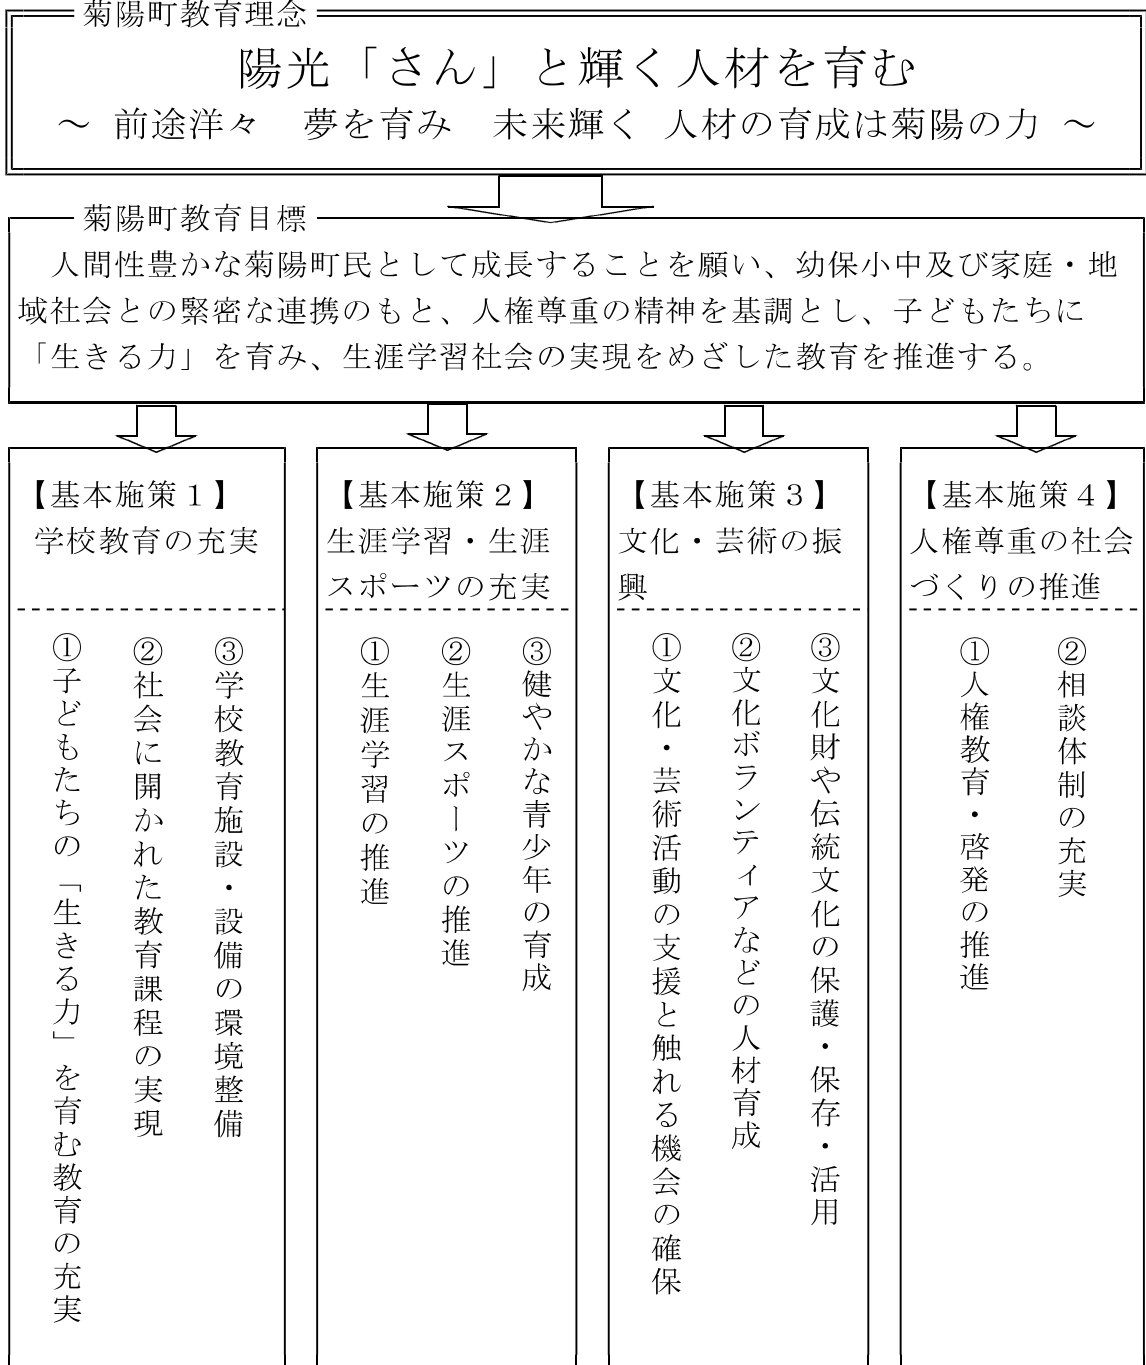 菊陽町教育理念
陽光「さん」と輝く人材を育む
～ 前途洋々　夢を育み　未来輝く 人材の育成は菊陽の力 ～
菊陽町教育目標
人間性豊かな菊陽町民として成長することを願い、幼保小中及び家庭・地
域社会との緊密な連携のもと、人権尊重の精神を基調とし、子どもたちに
「生きる力」を育み、生涯学習社会の実現をめざした教育を推進する。
【基本施策１】
学校教育の充実
①子どもたちの「生きる力」を育む教育の充実
②社会に開かれた教育課程の実現
③学校教育施設・設備の環境整備
【基本施策２】
生涯学習・生涯
スポーツの充実
①生涯学習の推進
②生涯スポーツの推進
③健やかな青少年の育成
【基本施策３】
文化・芸術の振
興
①文化・芸術活動の支援と触れる機会の確保
②文化ボランティアなどの人材育成
③文化財や伝統文化の保護・保存・活用
【基本施策４】
人権尊重の社会
づくりの推進
①人権教育・啓発の推進
②相談体制の充実